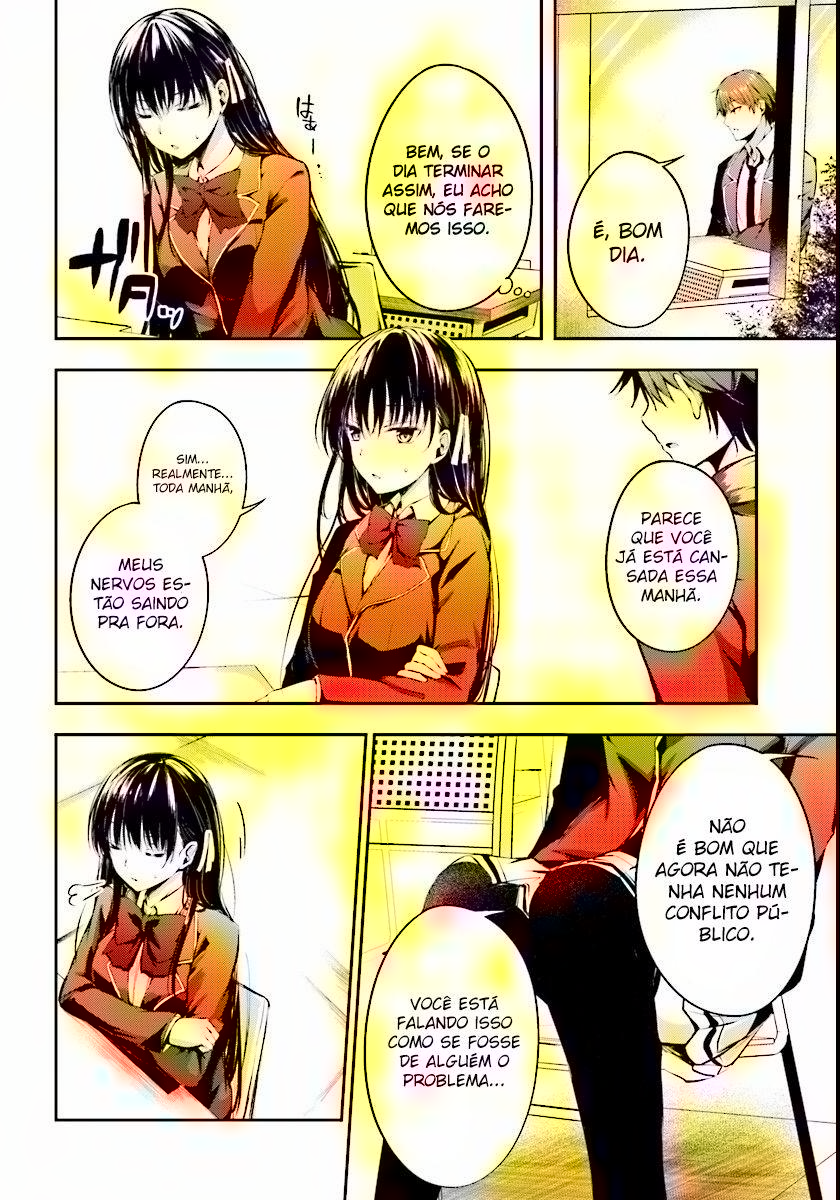 É, BOM
DIA.
BEM, SE O
DIA TERMINAR
ASSIM, EU ACHO
QUE NÓS FARE-
MOS ISSO.
はぁー
ザワ...
PARECE
QUE VOCÊ
JÁ ESTÁ CAN-
SADA ESSA
MANHÃ.
SIM...
REALMENTE...
TODA MANHÃ,
MEUS
NERVOS ES-
TÃO SAINDO
PRA FORA.
NÃO
É BOM QUE
AGORA NÃO TE-
NHA NENHUM
CONFLITO PÚ-
BLICO.
VOCÊ ESTÁ
FALANDO ISSO
COMO SE FOSSE
DE ALGUÉM O
PROBLEMA...